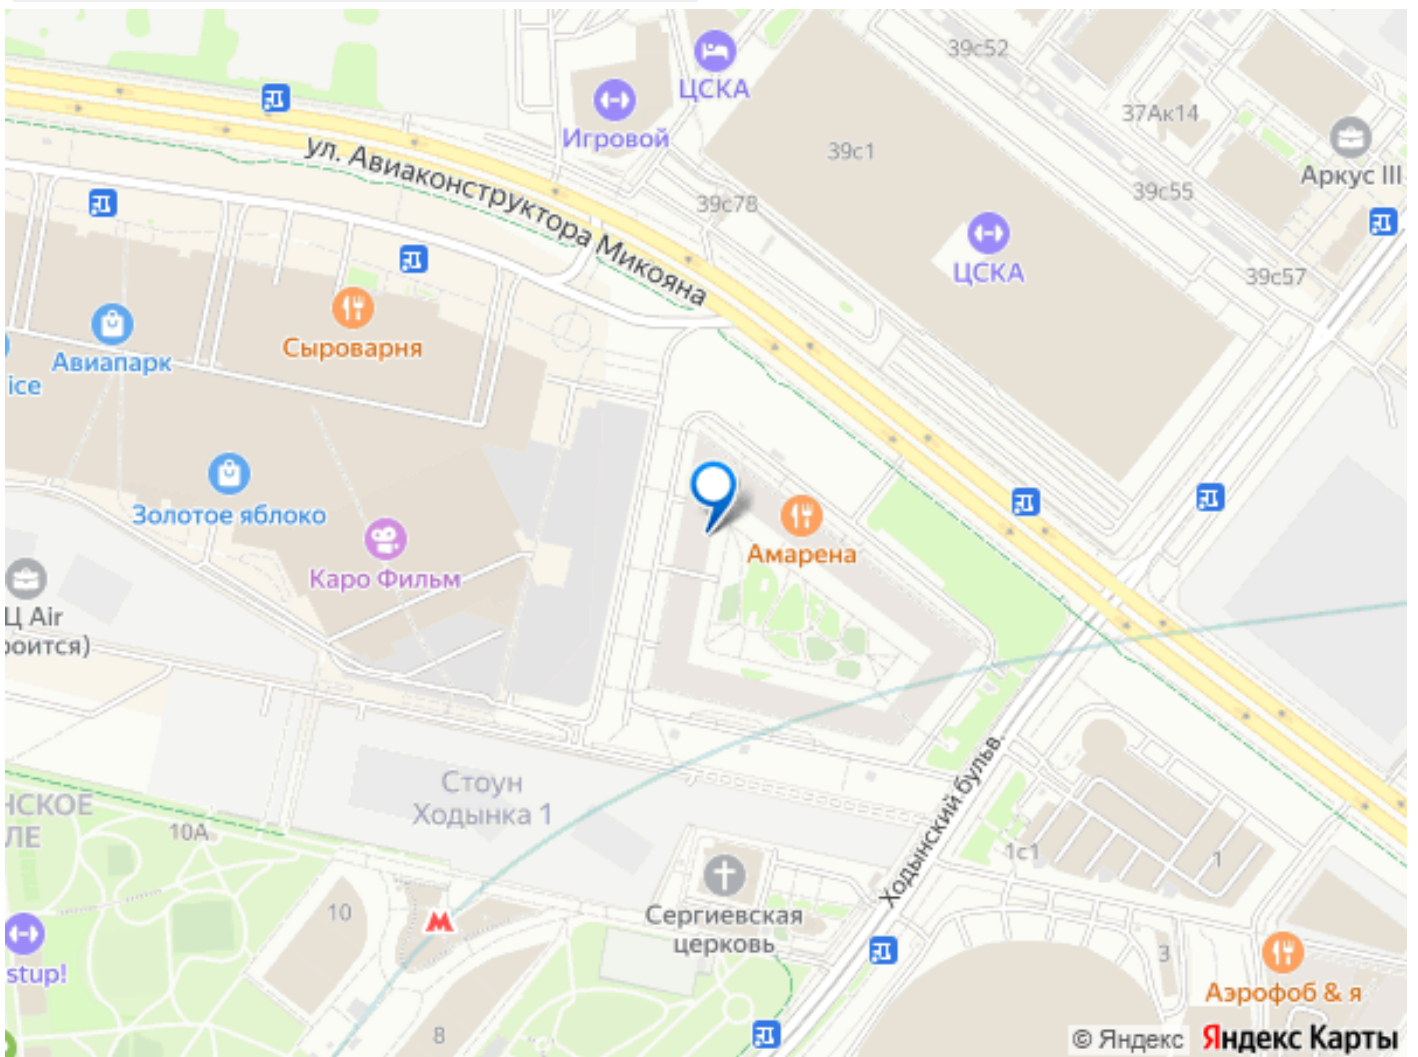 39с52
ЦСКА
37Ак14
Игровой
39с1
Аркус III
ул. Авиаконструктора Микояна
39с55
39с78
ЦСКА
39с57
Сыроварня
Авиапарк
ice
Золотое яблоко
Амарена
Каро Фильм
Ц Air
роится)
Стоун
Ходынка 1
Ходынский бульв.
НСКОЕ
ЛЕ
10А
1с1
1
10
Сергиевская
церковь
stup!
3
Аэрофоб & я
8
© Яндекс Яндекс Карты